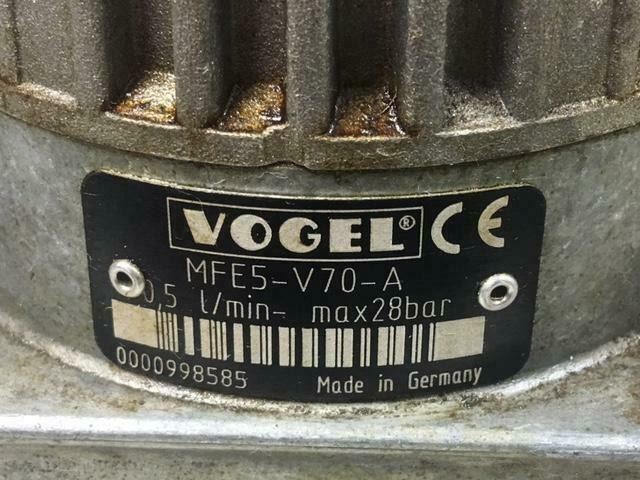 VOGEL® CE
MFE5-V70-A
0,5 l/min- max28bar
0000998585 Made in Germany